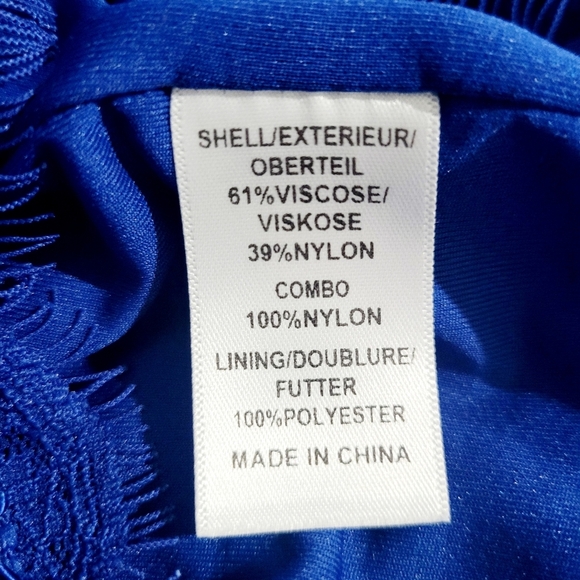 SHELL/EXTERIEUR/
OBERTEIL
61%VISCOSE/
VISKOSE
39%NYLON
COMBO
100%NYLON
LINING/DOUBLURE/
FUTTER
100%POLYESTER
MADE IN CHINA